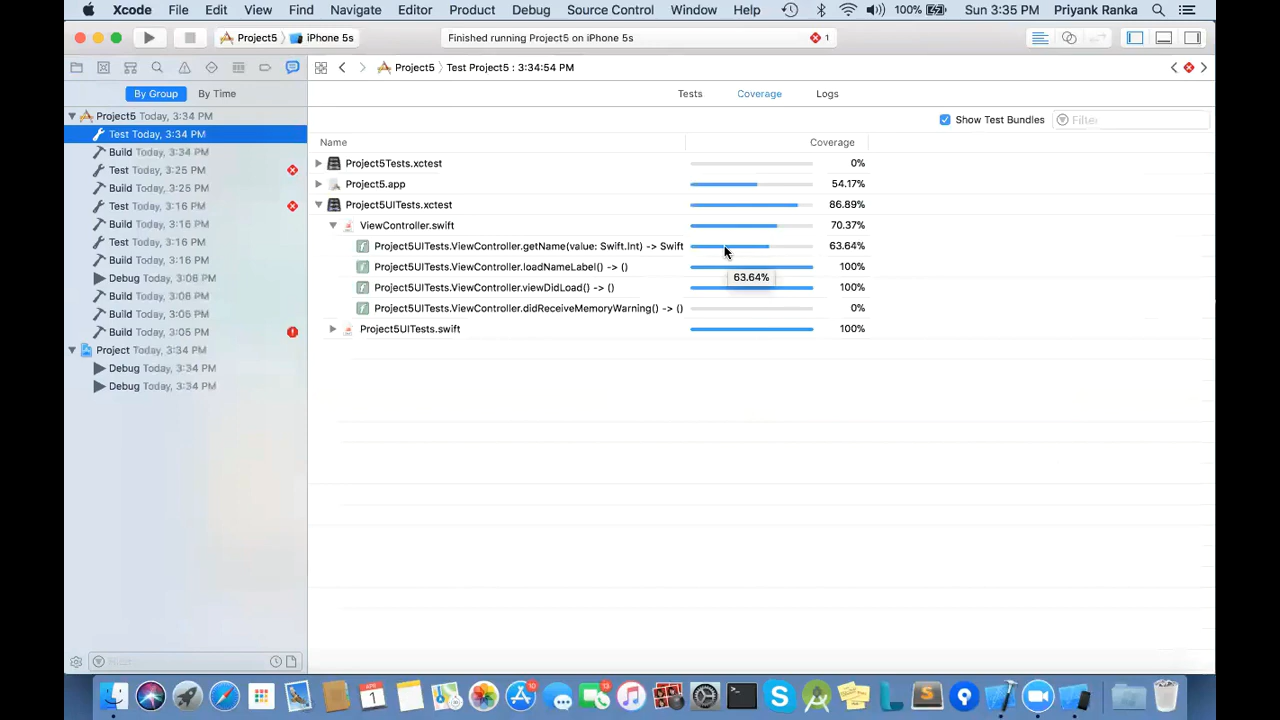 Xcode File Edit View Find Navigate Editor Product Debug Source Control Window Help 100% Sun 3:35 PM Priyank Ranka
Project5 iPhone 5s Finished running Project5 on iPhone 5s 1
Project5 Test Project5 : 3:34:54 PM
By Group By Time
Tests Coverage Logs
Show Test Bundles Filter
Name Coverage
Project5 Today, 3:34 PM
Test Today, 3:34 PM
Build Today, 3:34 PM
Test Today, 3:25 PM
Build Today, 3:25 PM
Test Today, 3:16 PM
Build Today, 3:16 PM
Test Today, 3:16 PM
Build Today, 3:16 PM
Debug Today, 3:06 PM
Build Today, 3:06 PM
Build Today, 3:05 PM
Build Today, 3:05 PM
Project Today, 3:34 PM
Debug Today, 3:34 PM
Debug Today, 3:34 PM
Project5Tests.xctest 0%
Project5.app 54.17%
Project5UITests.xctest 86.89%
ViewController.swift 70.37%
Project5UITests.ViewController.getName(value: Swift.Int) -> Swift 63.64%
Project5UITests.ViewController.loadNameLabel() -> () 100%
63.64%
Project5UITests.ViewController.viewDidLoad() -> () 100%
Project5UITests.ViewController.didReceiveMemoryWarning() -> () 0%
Project5UITests.swift 100%
Filter
APR
1
10
13